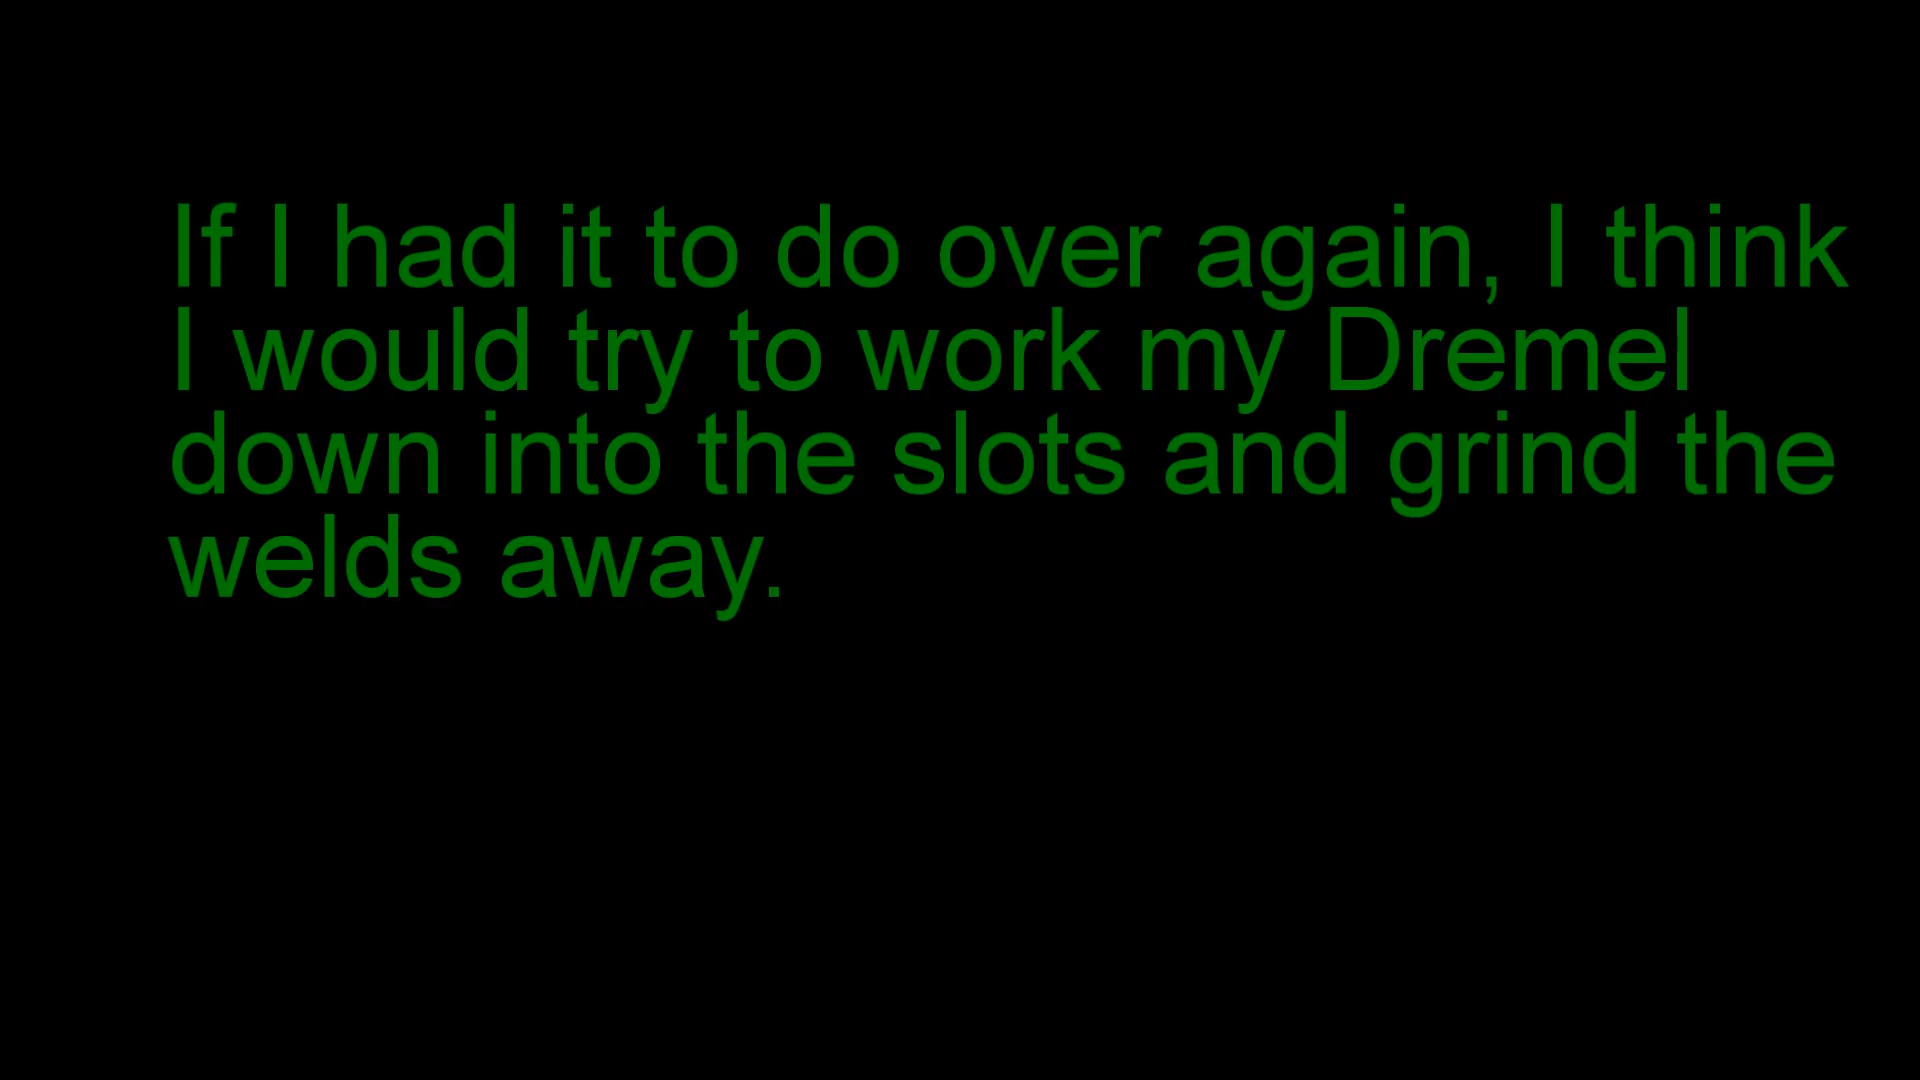 If I had it to do over again, I think
I would try to work my Dremel
down into the slots and grind the
welds away.